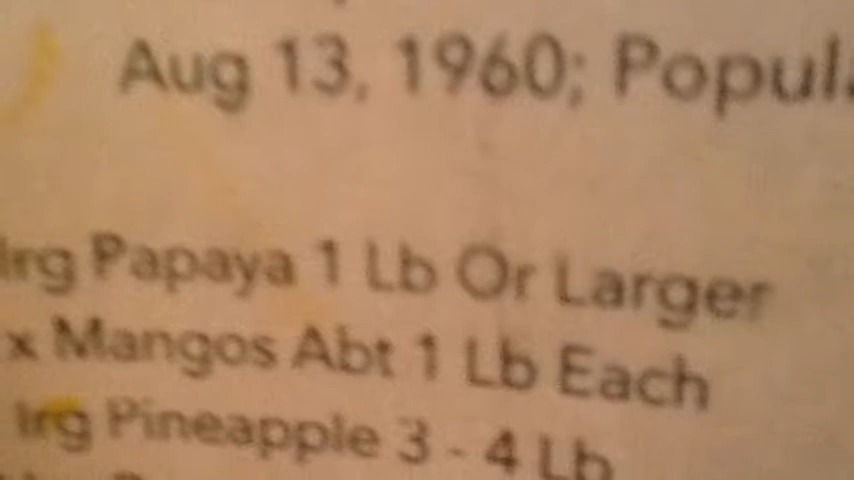 Aug 13, 1960; Popula
lrg Papaya 1 Lb Or Larger
x Mangos Abt 1 Lb Each
lrg Pineapple 3 - 4 Lb